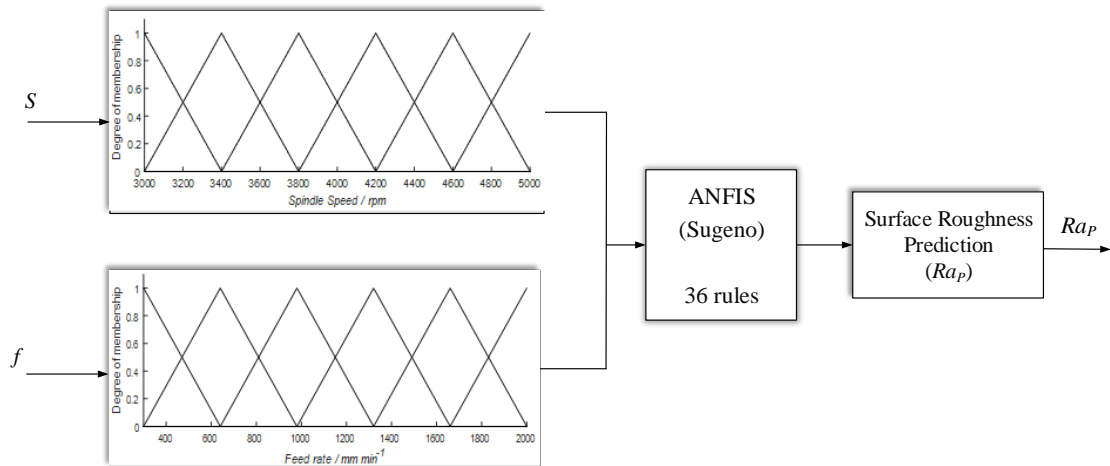 S
Degree of membership
1
0.8
0.6
0.4
0.2
0
3000 3200 3400 3600 3800 4000 4200 4400 4600 4800 5000
Spindle Speed / rpm
f
Degree of membership
1
0.8
0.6
0.4
0.2
0
400 600 800 1000 1200 1400 1600 1800 2000
Feed rate / mm min⁻¹
ANFIS
(Sugeno)
36 rules
Surface Roughness
Prediction
(Ra_P)
Ra_P